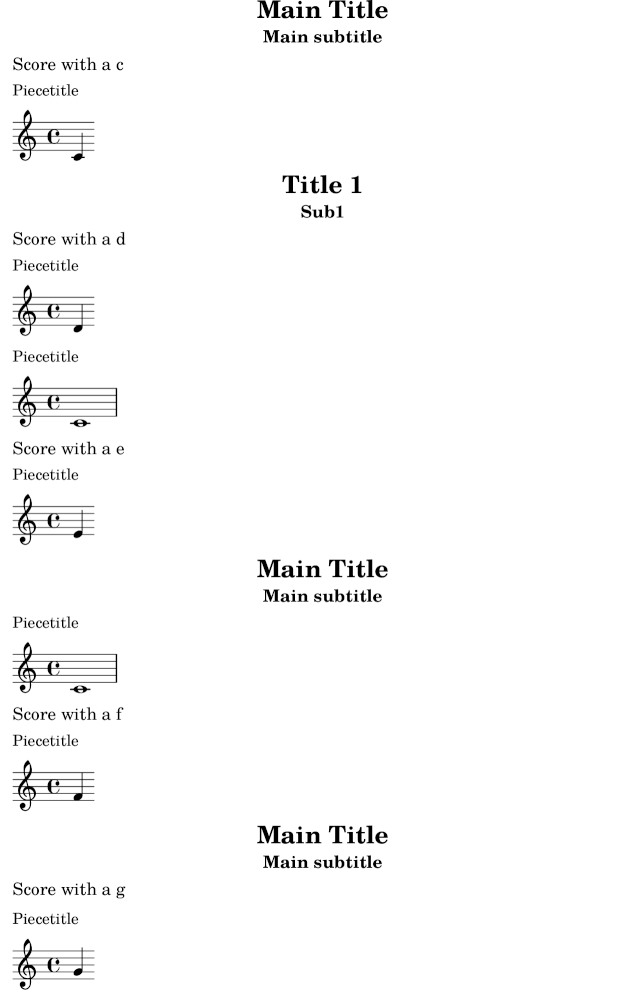 Main Title
Main subtitle
Score with a c
Piecetitle
Title 1
Sub1
Score with a d
Piecetitle
Piecetitle
Score with a e
Piecetitle
Main Title
Main subtitle
Piecetitle
Score with a f
Piecetitle
Main Title
Main subtitle
Score with a g
Piecetitle